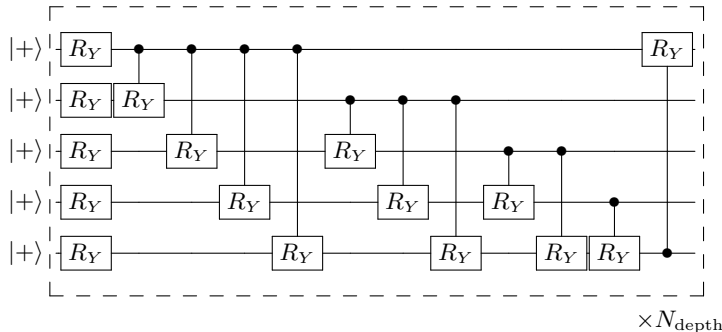 |+⟩ R_Y R_Y
|+⟩ R_Y R_Y
|+⟩ R_Y R_Y R_Y
|+⟩ R_Y R_Y R_Y R_Y
|+⟩ R_Y R_Y R_Y R_Y R_Y
×N_depth